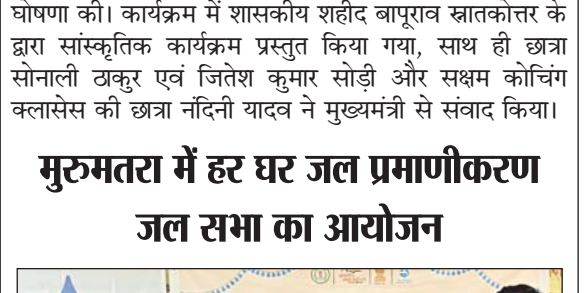 घोषणा की। कार्यक्रम में शासकीय शहीद बापूराव स्नातकोत्तर के
द्वारा सांस्कृतिक कार्यक्रम प्रस्तुत किया गया, साथ ही छात्रा
सोनाली ठाकुर एवं जितेश कुमार सोड़ी और सक्षम कोचिंग
क्लासेस की छात्रा नंदिनी यादव ने मुख्यमंत्री से संवाद किया।
मुरुमतरा में हर घर जल प्रमाणीकरण
जल सभा का आयोजन